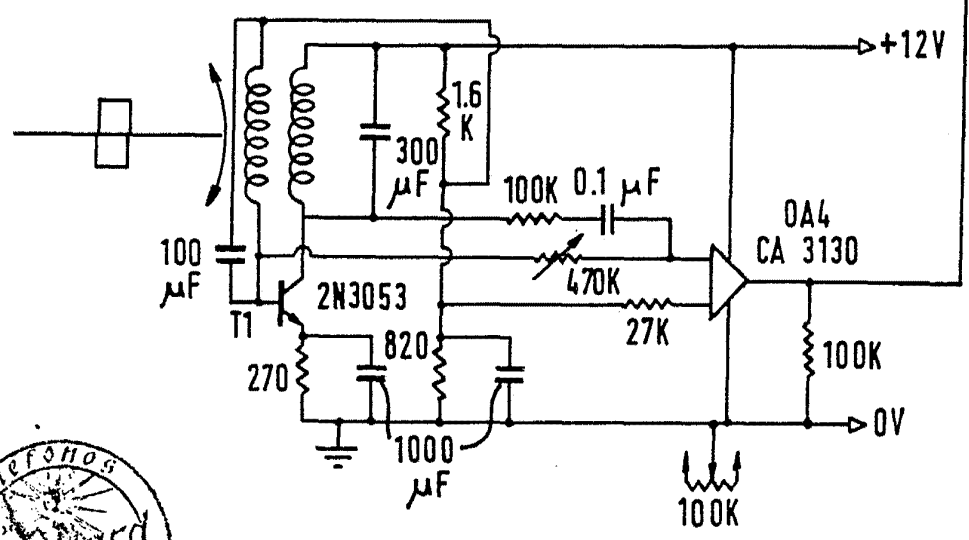 +12V
1.6
K
300
μF
100K
0.1 μF
OA4
CA 3130
100
μF
470K
2N3053
T1
27K
820
270
100K
0V
1000
μF
100K